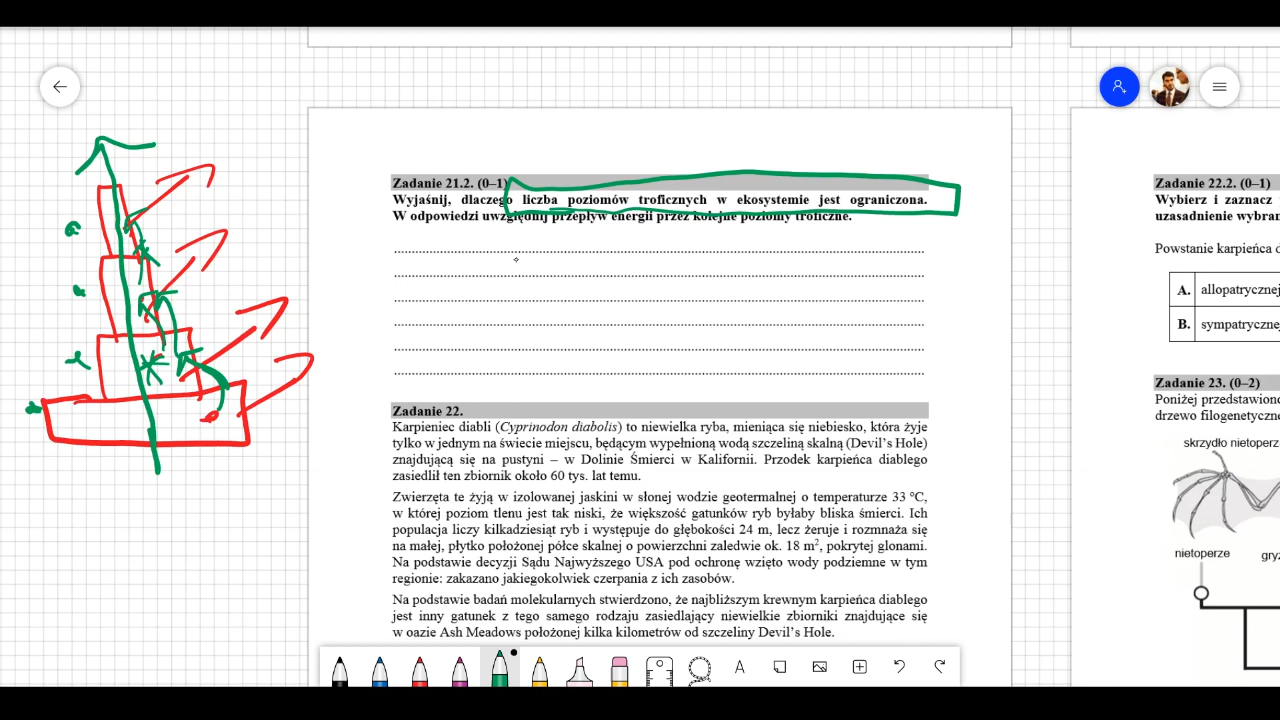 Zadanie 21.2. (0–1)
Wyjaśnij, dlaczego liczba poziomów troficznych w ekosystemie jest ograniczona.
W odpowiedzi uwzględnij przepływ energii przez kolejne poziomy troficzne.
Zadanie 22.
Karpieniec diabli (Cyprinodon diabolis) to niewielka ryba, mieniąca się niebiesko, która żyje
tylko w jednym na świecie miejscu, będącym wypełnioną wodą szczeliną skalną (Devil's Hole)
znajdującą się na pustyni – w Dolinie Śmierci w Kalifornii. Przodek karpieńca diablego
zasiedlił ten zbiornik około 60 tys. lat temu.
Zwierzęta te żyją w izolowanej jaskini w słonej wodzie geotermalnej o temperaturze 33 °C,
w której poziom tlenu jest tak niski, że większość gatunków ryb byłaby bliska śmierci. Ich
populacja liczy kilkadziesiąt ryb i występuje do głębokości 24 m, lecz żeruje i rozmnaża się
na małej, płytko położonej półce skalnej o powierzchni zaledwie ok. 18 m², pokrytej glonami.
Na podstawie decyzji Sądu Najwyższego USA pod ochronę wzięto wody podziemne w tym
regionie: zakazano jakiegokolwiek czerpania z ich zasobów.
Na podstawie badań molekularnych stwierdzono, że najbliższym krewnym karpieńca diablego
jest inny gatunek z tego samego rodzaju zasiedlający niewielkie zbiorniki znajdujące się
w oazie Ash Meadows położonej kilka kilometrów od szczeliny Devil's Hole.
Zadanie 22.2. (0–1)
Wybierz i zaznacz
uzasadnienie wybran
Powstanie karpieńca d
A. allopatrycznej
B. sympatrycznej
Zadanie 23. (0–2)
Poniżej przedstawiono
drzewo filogenetyczne
skrzydło nietoperz
nietoperze
gryz
A